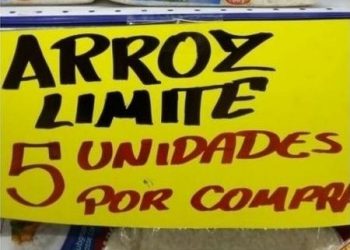 ARROZ
LIMITE
5 UNIDADES
POR COMPRA